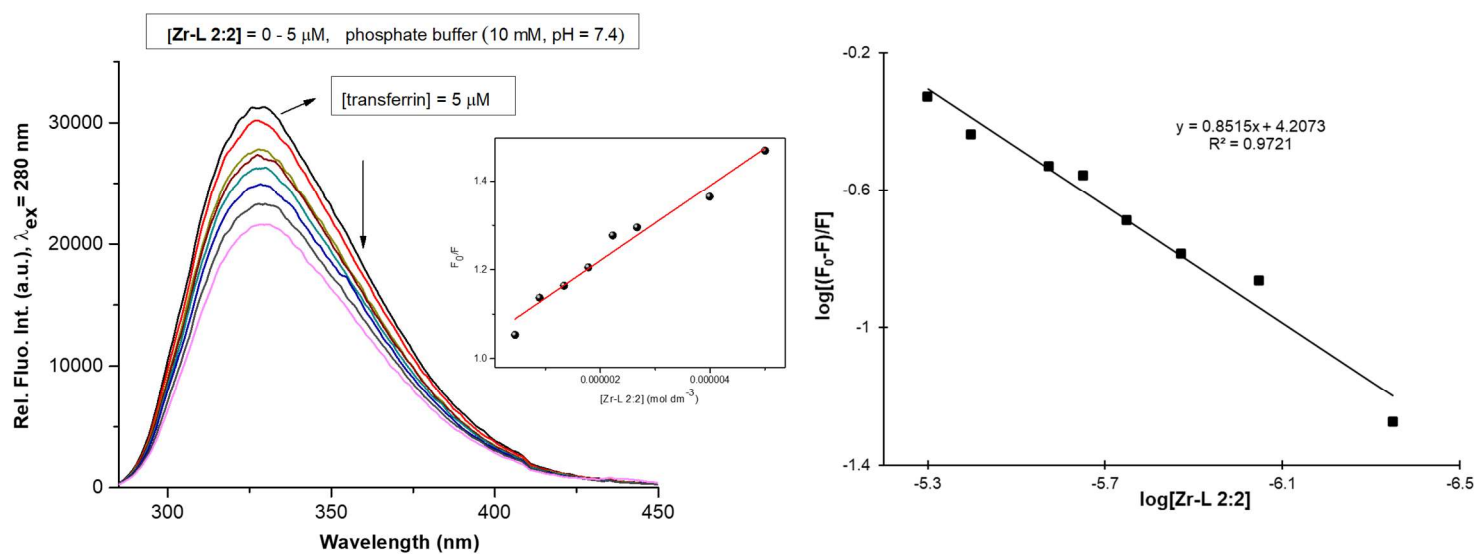 [Zr-L 2:2] = 0 - 5 μM, phosphate buffer (10 mM, pH = 7.4)
[transferrin] = 5 μM
Rel. Fluo. Int. (a.u.), λex = 280 nm
30000
20000
10000
0
300
350
400
450
Wavelength (nm)
F0/F
1.4
1.2
1.0
0.000002
0.000004
[Zr-L 2:2] (mol dm-3)
log[(F0-F)/F]
-0.2
-0.6
-1
-1.4
y = 0.8515x + 4.2073
R² = 0.9721
-5.3
-5.7
-6.1
-6.5
log[Zr-L 2:2]